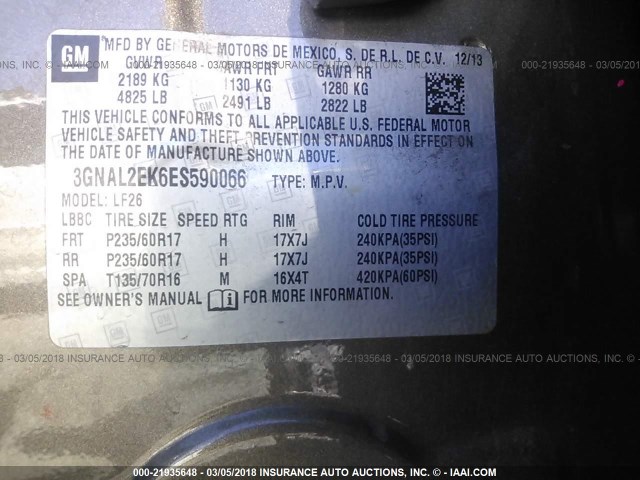 GM MFD BY GENERAL MOTORS DE MEXICO, S. DE R.L. DE C.V. 12/13
GVWR GAWR FRT GAWR RR
2189 KG 1130 KG 1280 KG
4825 LB 2491 LB 2822 LB
THIS VEHICLE CONFORMS TO ALL APPLICABLE U.S. FEDERAL MOTOR
VEHICLE SAFETY AND THEFT PREVENTION STANDARDS IN EFFECT ON
THE DATE OF MANUFACTURE SHOWN ABOVE.
3GNAL2EK6ES590066 TYPE: M.P.V.
MODEL: LF26
LBBC TIRE SIZE SPEED RTG RIM COLD TIRE PRESSURE
FRT P235/60R17 H 17X7J 240KPA(35PSI)
RR P235/60R17 H 17X7J 240KPA(35PSI)
SPA T135/70R16 M 16X4T 420KPA(60PSI)
SEE OWNER'S MANUAL FOR MORE INFORMATION.
000-21935648 - 03/05/2018 INSURANCE AUTO AUCTIONS, INC. - © - IAAI.COM